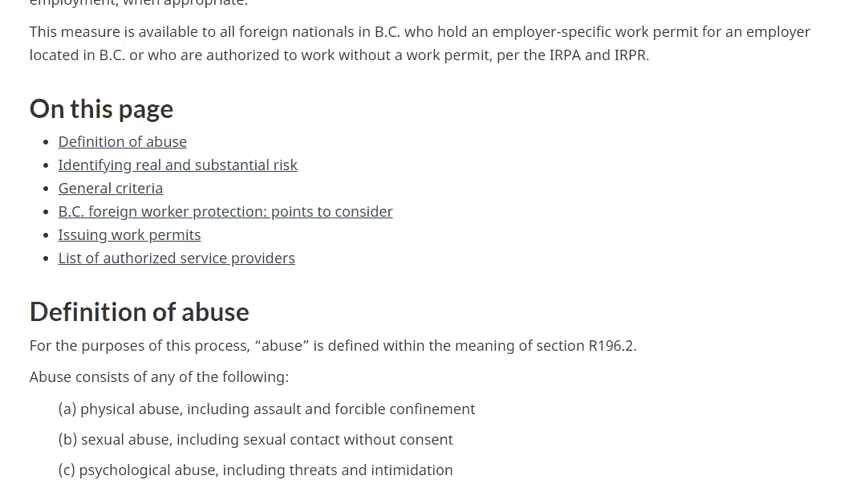 employment, when appropriate.
This measure is available to all foreign nationals in B.C. who hold an employer-specific work permit for an employer
located in B.C. or who are authorized to work without a work permit, per the IRPA and IRPR.
On this page
• Definition of abuse
• Identifying real and substantial risk
• General criteria
• B.C. foreign worker protection: points to consider
• Issuing work permits
• List of authorized service providers
Definition of abuse
For the purposes of this process, “abuse” is defined within the meaning of section R196.2.
Abuse consists of any of the following:
(a) physical abuse, including assault and forcible confinement
(b) sexual abuse, including sexual contact without consent
(c) psychological abuse, including threats and intimidation